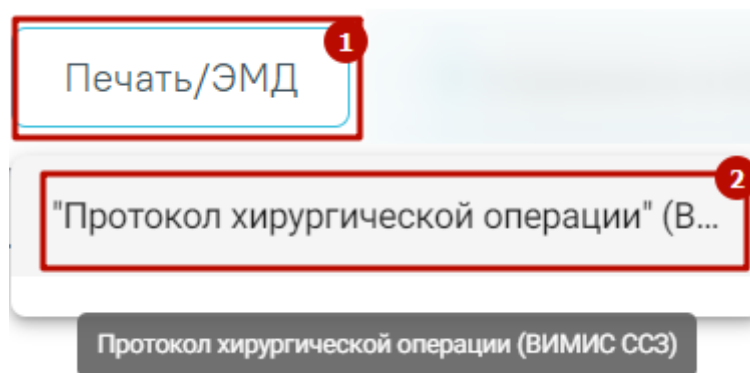 1
Печать/ЭМД
2
"Протокол хирургической операции" (В...
Протокол хирургической операции (ВИМИС ССЗ)